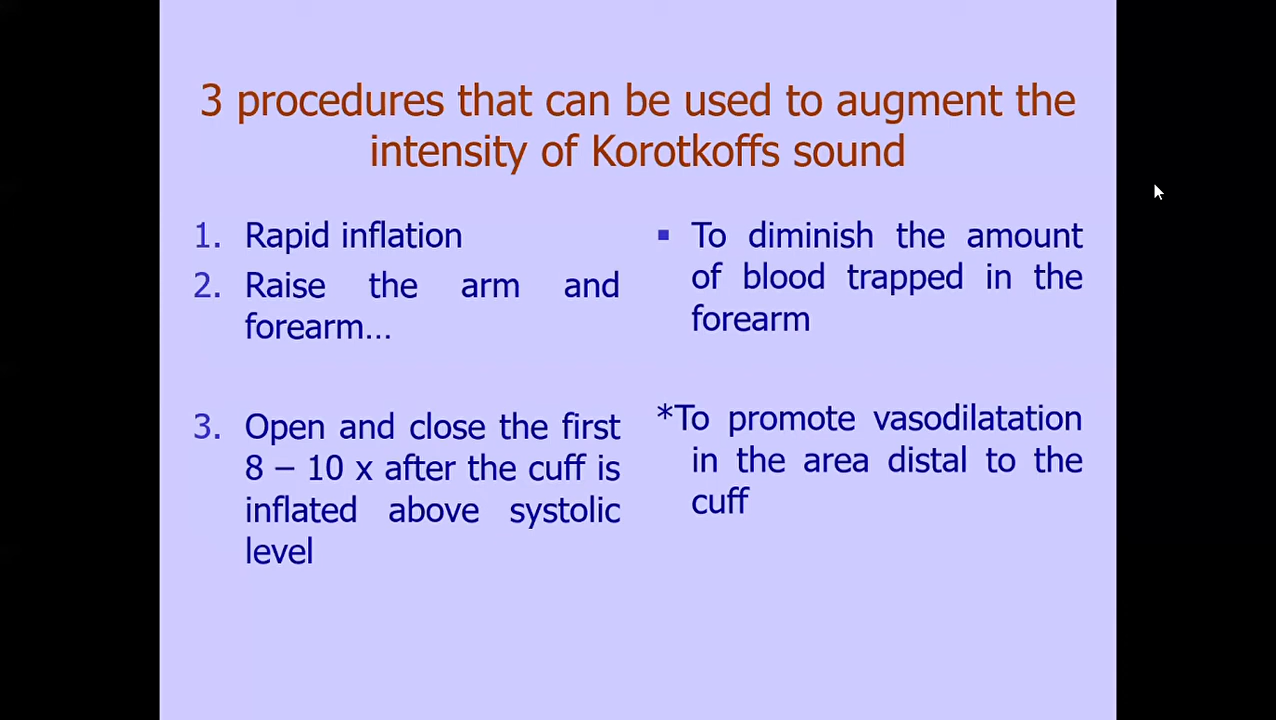 3 procedures that can be used to augment the
intensity of Korotkoffs sound
1. Rapid inflation
2. Raise the arm and
forearm...
3. Open and close the first
8 – 10 x after the cuff is
inflated above systolic
level
▪ To diminish the amount
of blood trapped in the
forearm
*To promote vasodilatation
in the area distal to the
cuff